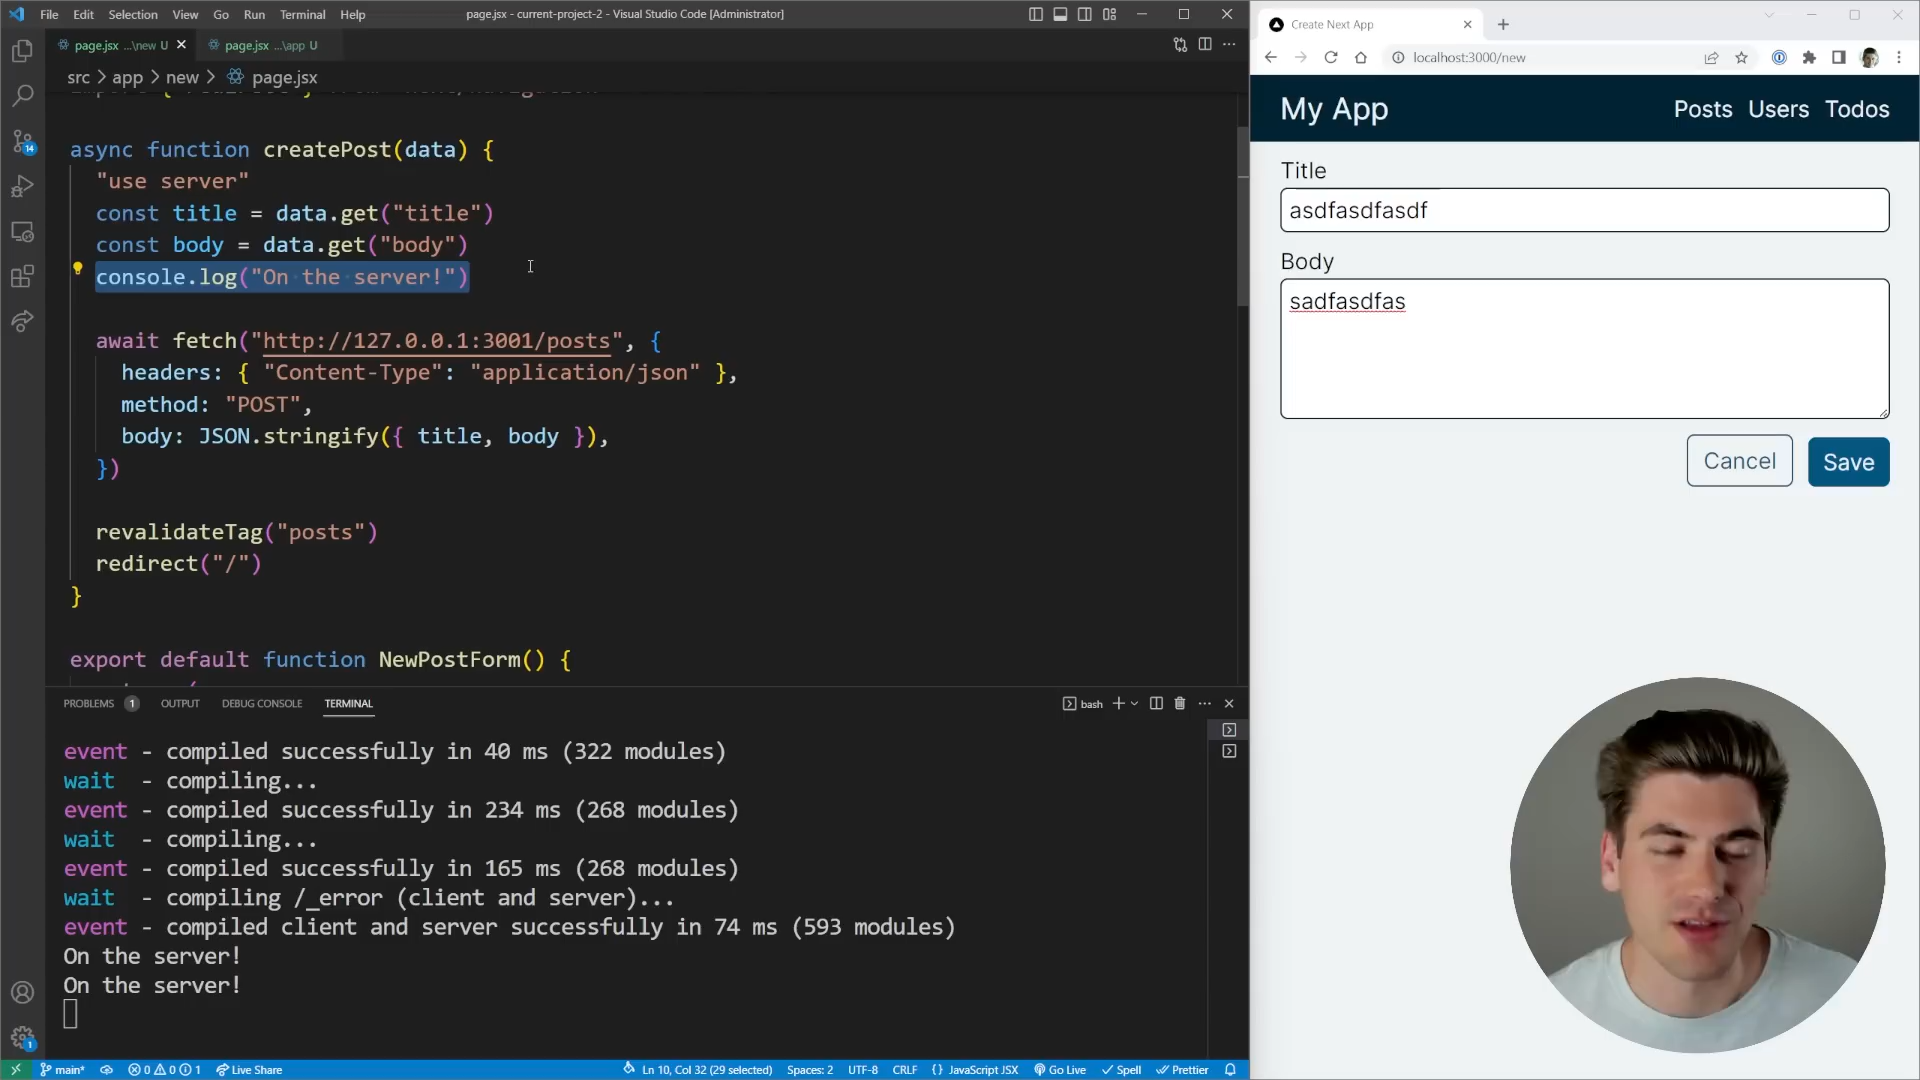 File Edit Selection View Go Run Terminal Help
page.jsx - current-project-2 - Visual Studio Code [Administrator]
page.jsx ...\new U
page.jsx ...\app U
src > app > new > page.jsx
async function createPost(data) {
"use server"
const title = data.get("title")
const body = data.get("body")
console.log("On the server!")
await fetch("http://127.0.0.1:3001/posts", {
headers: { "Content-Type": "application/json" },
method: "POST",
body: JSON.stringify({ title, body }),
})
revalidateTag("posts")
redirect("/")
}
export default function NewPostForm() {
PROBLEMS 1 OUTPUT DEBUG CONSOLE TERMINAL
bash
event - compiled successfully in 40 ms (322 modules)
wait - compiling...
event - compiled successfully in 234 ms (268 modules)
wait - compiling...
event - compiled successfully in 165 ms (268 modules)
wait - compiling /_error (client and server)...
event - compiled client and server successfully in 74 ms (593 modules)
On the server!
On the server!
14
1
main* 0 0 1 Live Share
Ln 10, Col 32 (29 selected) Spaces: 2 UTF-8 CRLF {} JavaScript JSX Go Live Spell Prettier
Create Next App
localhost:3000/new
My App
Posts Users Todos
Title
asdfasdfasdf
Body
sadfasdfas
Cancel Save